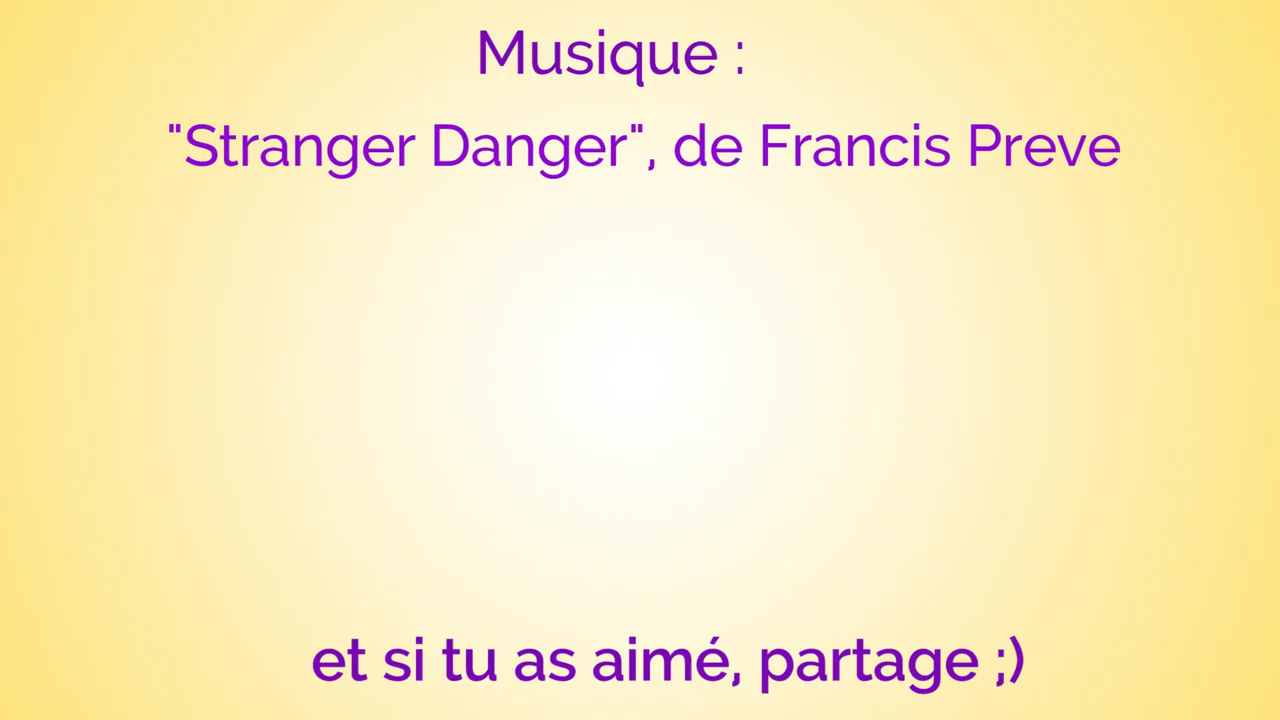 Musique :
"Stranger Danger", de Francis Preve
et si tu as aimé, partage ;)